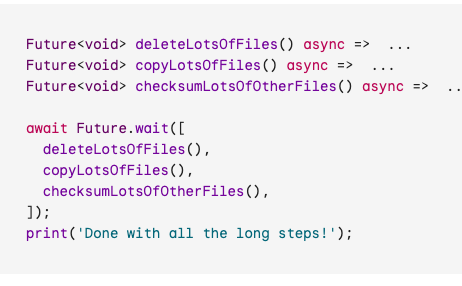 Future<void> deleteLotsOfFiles() async =>  ...
Future<void> copyLotsOfFiles() async =>  ...
Future<void> checksumLotsOfOtherFiles() async =>  ..
await Future.wait([
  deleteLotsOfFiles(),
  copyLotsOfFiles(),
  checksumLotsOfOtherFiles(),
]);
print('Done with all the long steps!');